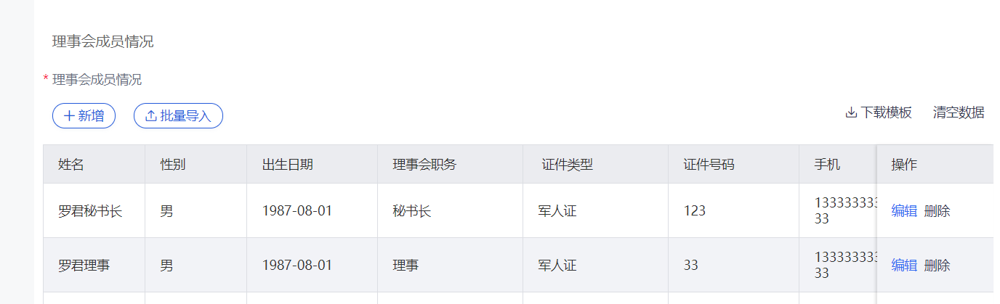 理事会成员情况
* 理事会成员情况
新增 批量导入 下载模板 清空数据
姓名 性别 出生日期 理事会职务 证件类型 证件号码 手机 操作
罗君秘书长 男 1987-08-01 秘书长 军人证 123 133333333 编辑 删除
33
罗君理事 男 1987-08-01 理事 军人证 33 133333333 编辑 删除
33